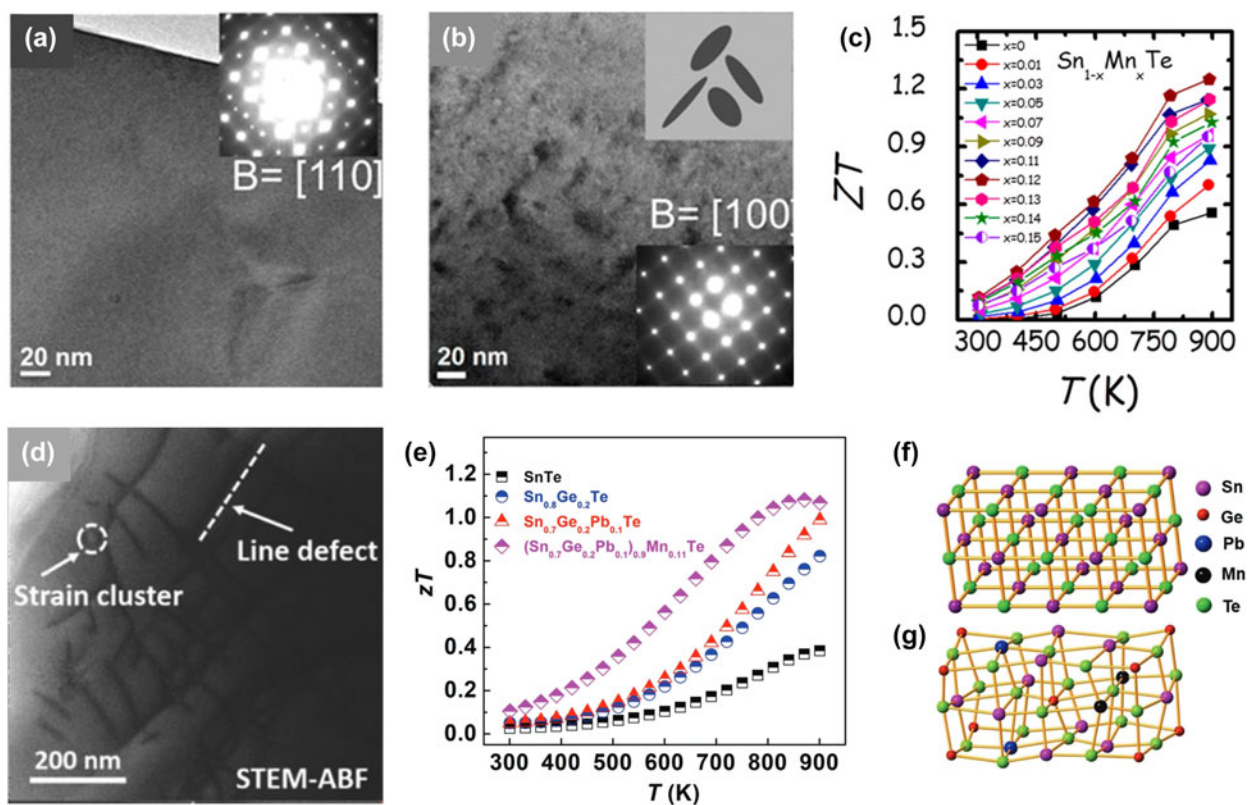 (a)
B= [110]
20 nm
(b)
B= [100]
20 nm
(c)
ZT
1.5
1.2
0.9
0.6
0.3
0.0
x=0
x=0.01
x=0.03
x=0.05
x=0.07
x=0.09
x=0.11
x=0.12
x=0.13
x=0.14
x=0.15
Sn1-xMnxTe
300 450 600 750 900
T(K)
(d)
Strain cluster
Line defect
200 nm
STEM-ABF
(e)
zT
1.2
1.0
0.8
0.6
0.4
0.2
0.0
SnTe
Sn0.8Ge0.2Te
Sn0.7Ge0.2Pb0.1Te
(Sn0.7Ge0.2Pb0.1)0.9Mn0.11Te
300 400 500 600 700 800 900
T (K)
(f)
Sn
Ge
Pb
Mn
Te
(g)